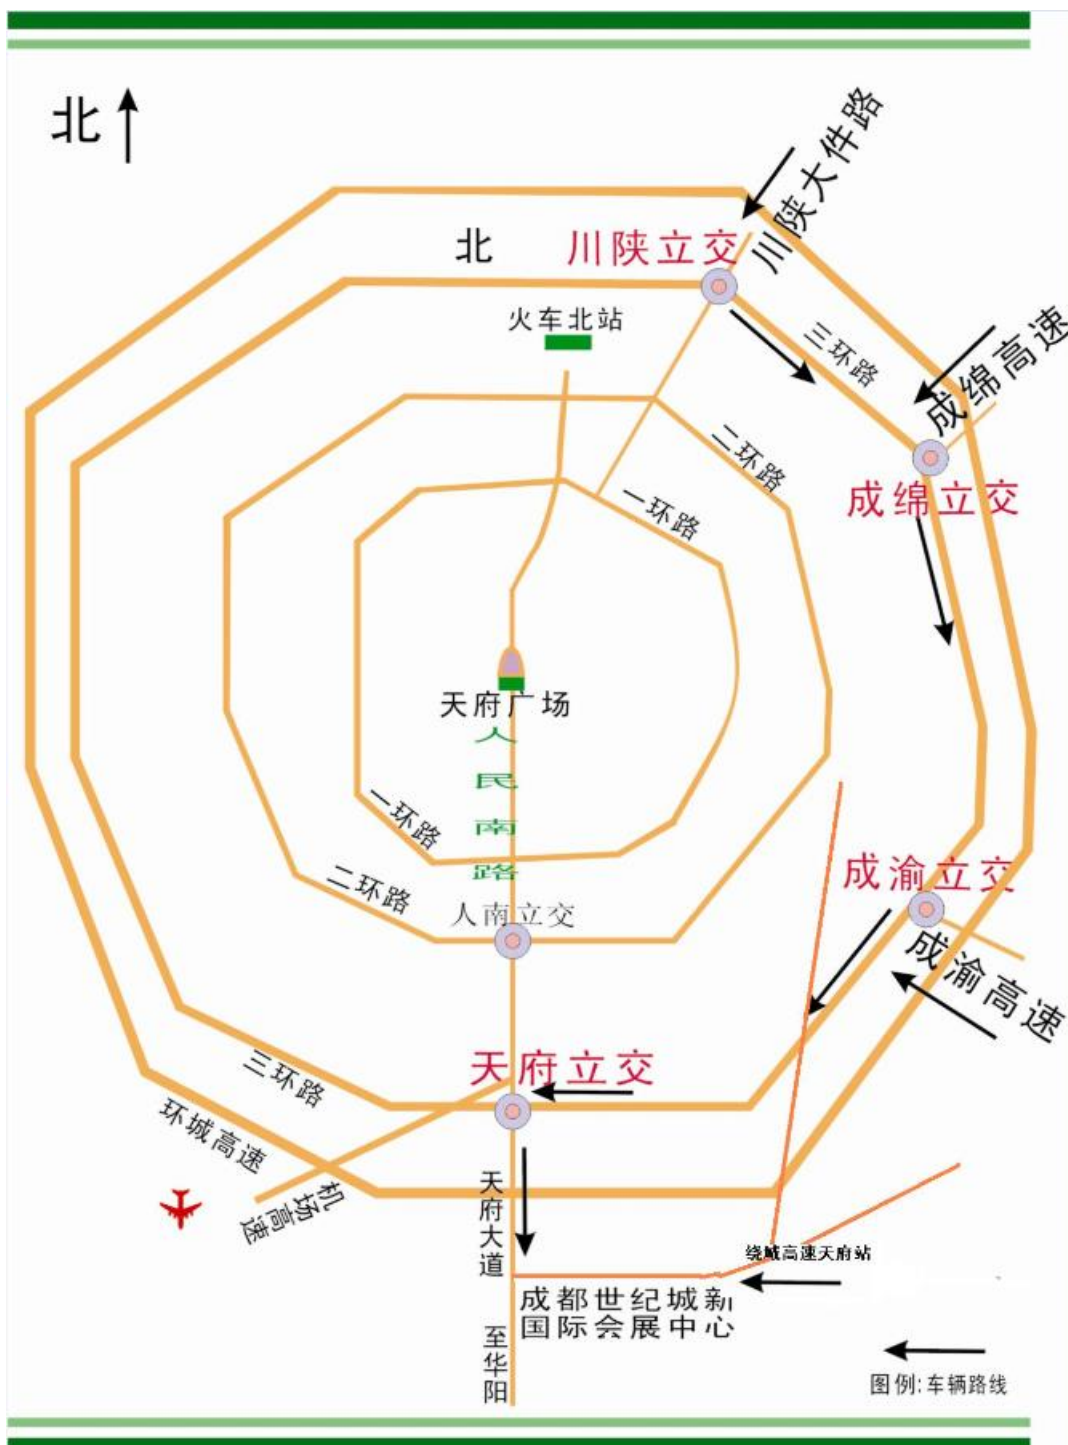 北
川陕大件路
北
川陕立交
火车北站
三环路
成绵高速
二环路
成绵立交
一环路
天府广场
人民南路
一环路
成渝立交
二环路
人南立交
成渝高速
天府立交
三环路
环城高速
机场高速
天府大道
绕城高速天府站
成都世纪城新
国际会展中心
至华阳
图例:车辆路线